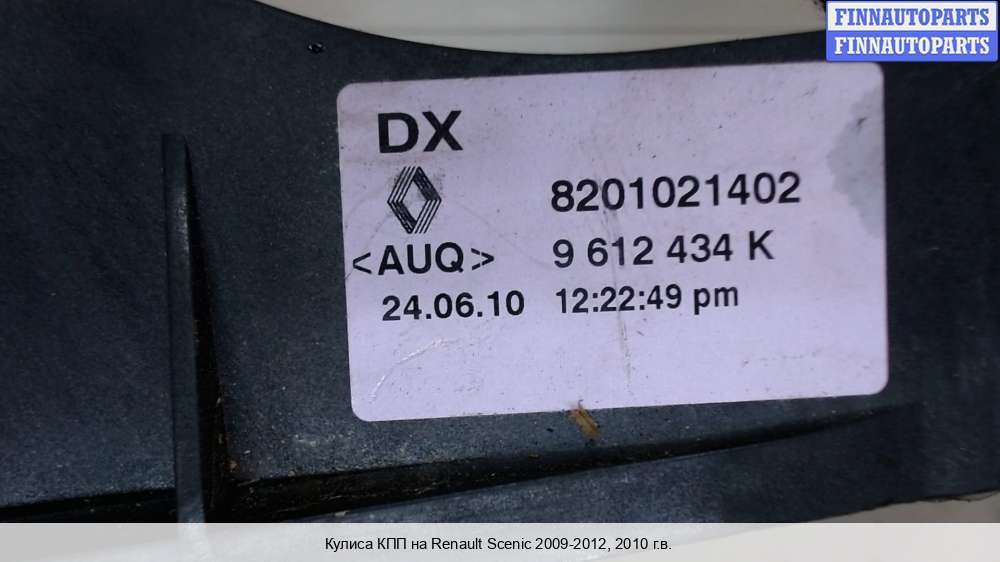 FINNAUTOPARTS
FINNAUTOPARTS
DX
8201021402
<AUQ> 9 612 434 K
24.06.10 12:22:49 pm
Кулиса КПП на Renault Scenic 2009-2012, 2010 г.в.